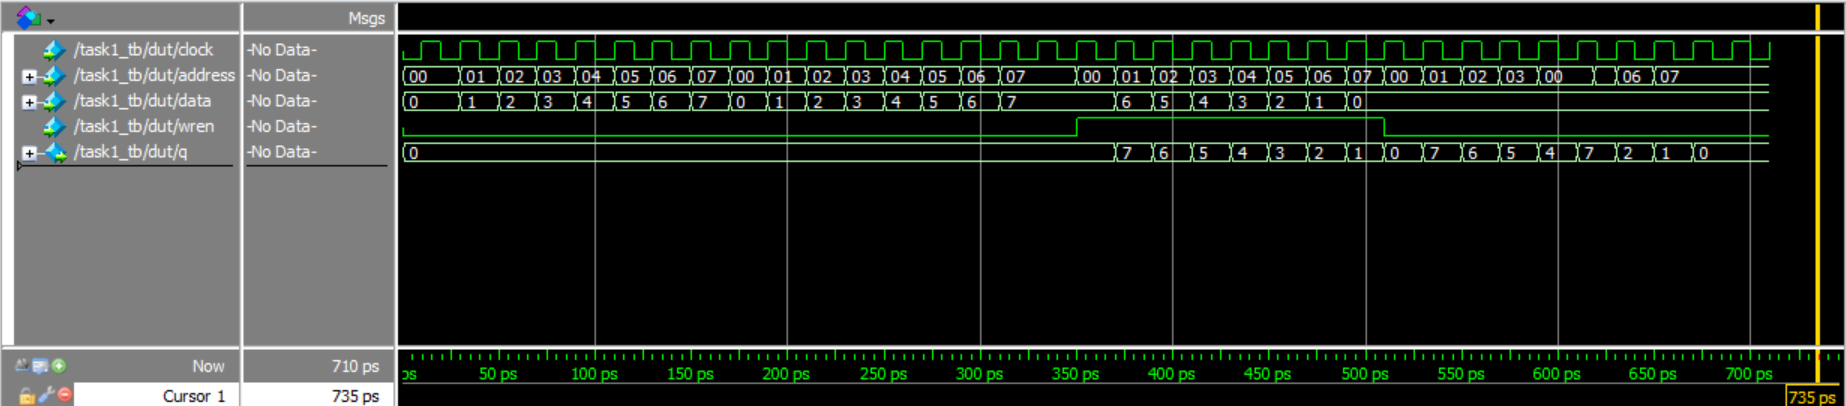 Msgs
/task1_tb/dut/clock -No Data-
/task1_tb/dut/address -No Data- 00 01 02 03 04 05 06 07 00 01 02 03 04 05 06 07 00 01 02 03 04 05 06 07 00 01 02 03 00 06 07
/task1_tb/dut/data -No Data- 0 1 2 3 4 5 6 7 0 1 2 3 4 5 6 7 6 5 4 3 2 1 0
/task1_tb/dut/wren -No Data-
/task1_tb/dut/q -No Data- 0 7 6 5 4 3 2 1 0 7 6 5 4 7 2 1 0
Now 710 ps ps 50 ps 100 ps 150 ps 200 ps 250 ps 300 ps 350 ps 400 ps 450 ps 500 ps 550 ps 600 ps 650 ps 700 ps
Cursor 1 735 ps 735 ps